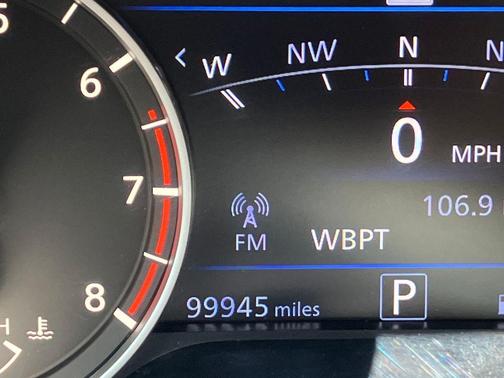 W NW N N
6
0 MPH
7
106.9
FM WBPT
8
99945 miles P
H